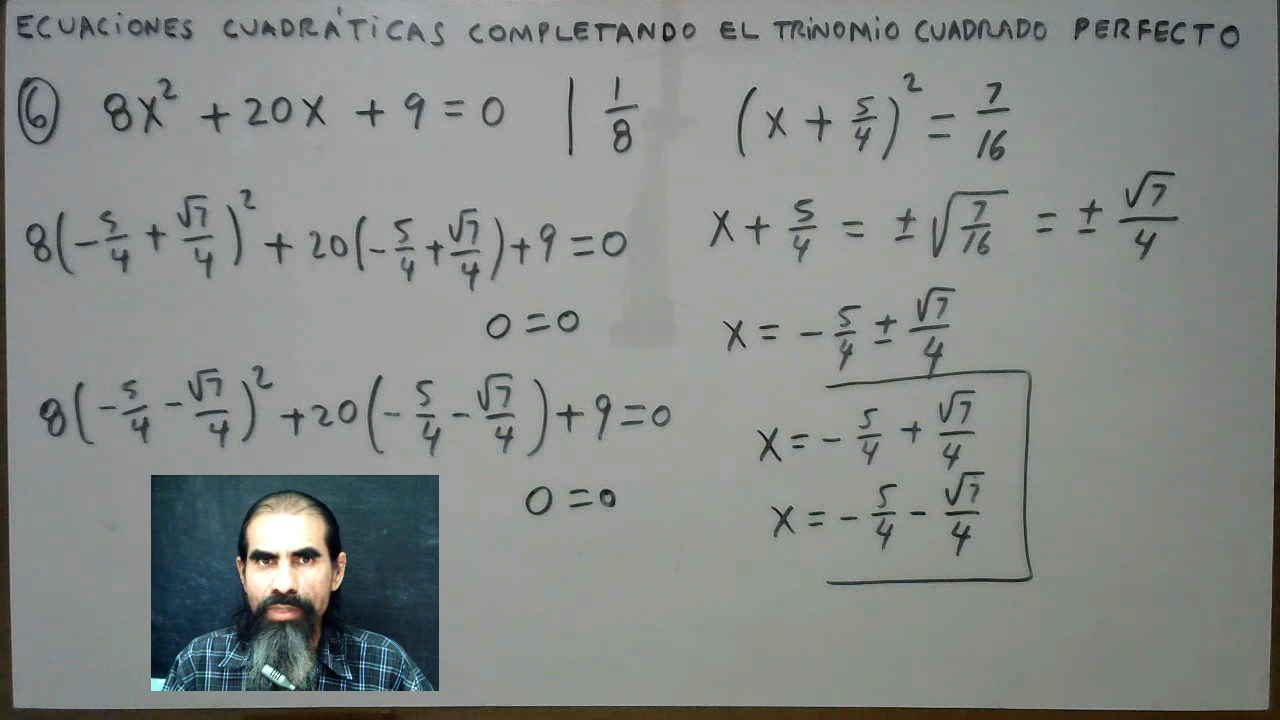 ECUACIONES CUADRÁTICAS COMPLETANDO EL TRINOMIO CUADRADO PERFECTO
⑥ 8x² + 20x + 9 = 0 | 1/8
8(-5/4 + √7/4)² + 20(-5/4 + √7/4) + 9 = 0
0 = 0
8(-5/4 - √7/4)² + 20(-5/4 - √7/4) + 9 = 0
0 = 0
(x + 5/4)² = 7/16
x + 5/4 = ± √(7/16) = ± √7/4
x = - 5/4 ± √7/4
x = - 5/4 + √7/4
x = - 5/4 - √7/4